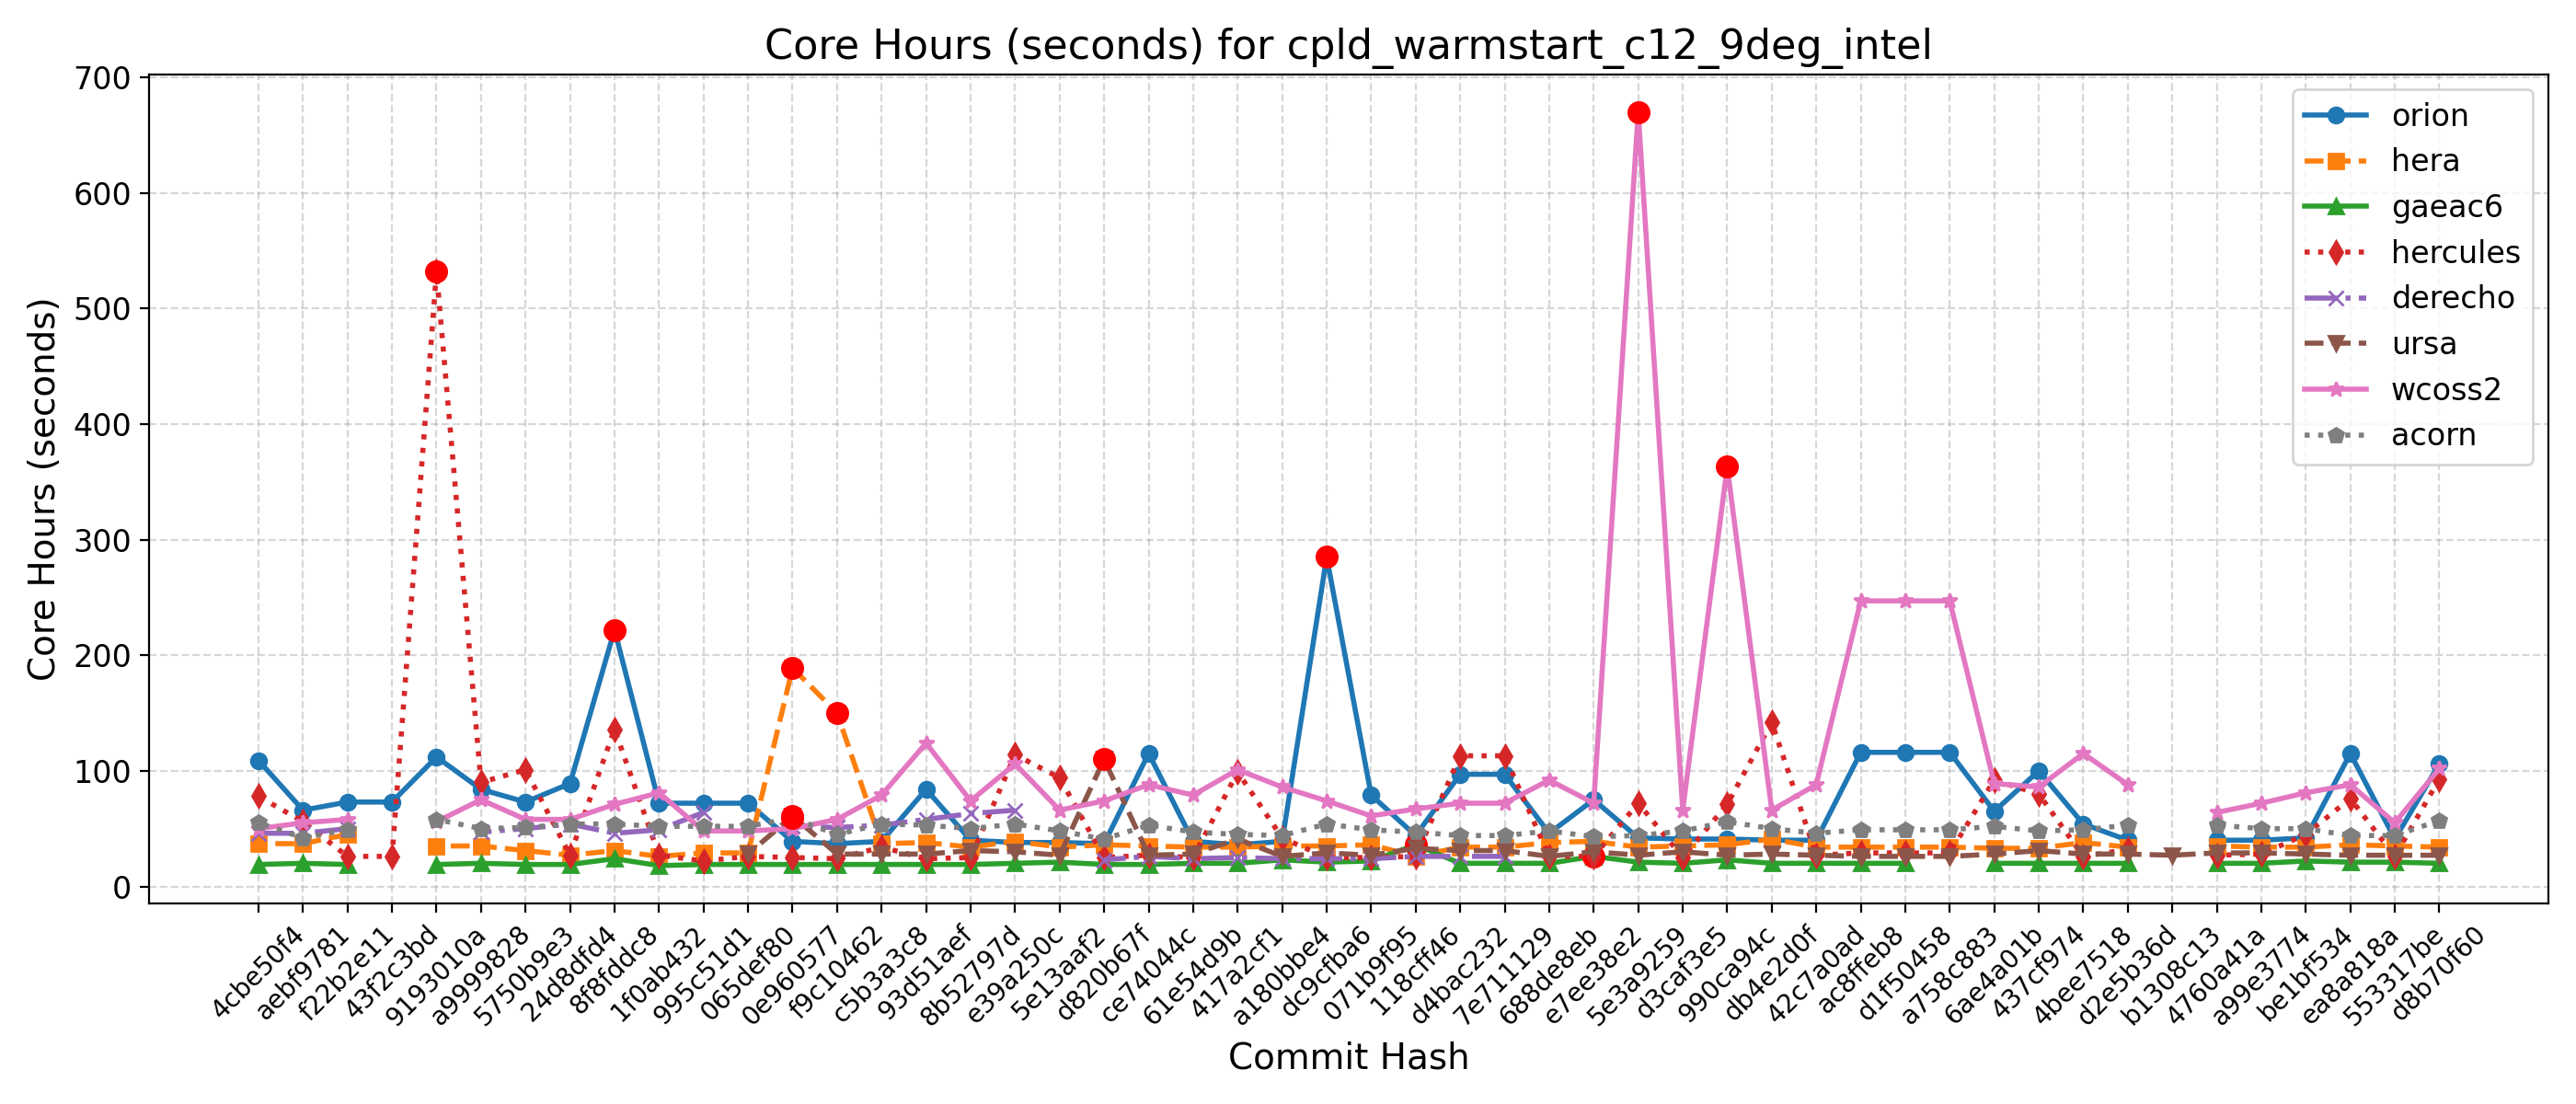 Core Hours (seconds) for cpld_warmstart_c12_9deg_intel
Core Hours (seconds)
700
600
500
400
300
200
100
0
orion
hera
gaeac6
hercules
derecho
ursa
wcoss2
acorn
4cbe50f4
aebf9781
f22b2e11
43f2c3bd
9193010a
a9999828
5750b9e3
24d8dfd4
8f8fddc8
1f0ab432
995c51d1
065def80
0e960577
f9c10462
c5b3a3c8
93d51aef
8b52797d
e39a250c
5e13aaf2
d820b67f
ce74044c
61e54d9b
417a2cf1
a180bbe4
dc9cfba6
071b9f95
118cff46
d4bac232
7e711129
688de8eb
e7ee38e2
5e3a9259
d3caf3e5
990ca94c
db4e2d0f
42c7a0ad
ac8ffeb8
d1f50458
a758c883
6ae4a01b
437cf974
4bee7518
d2e5b36d
b1308c13
4760a41a
a99e3774
be1bf534
ea8a818a
553317be
d8b70f60
Commit Hash